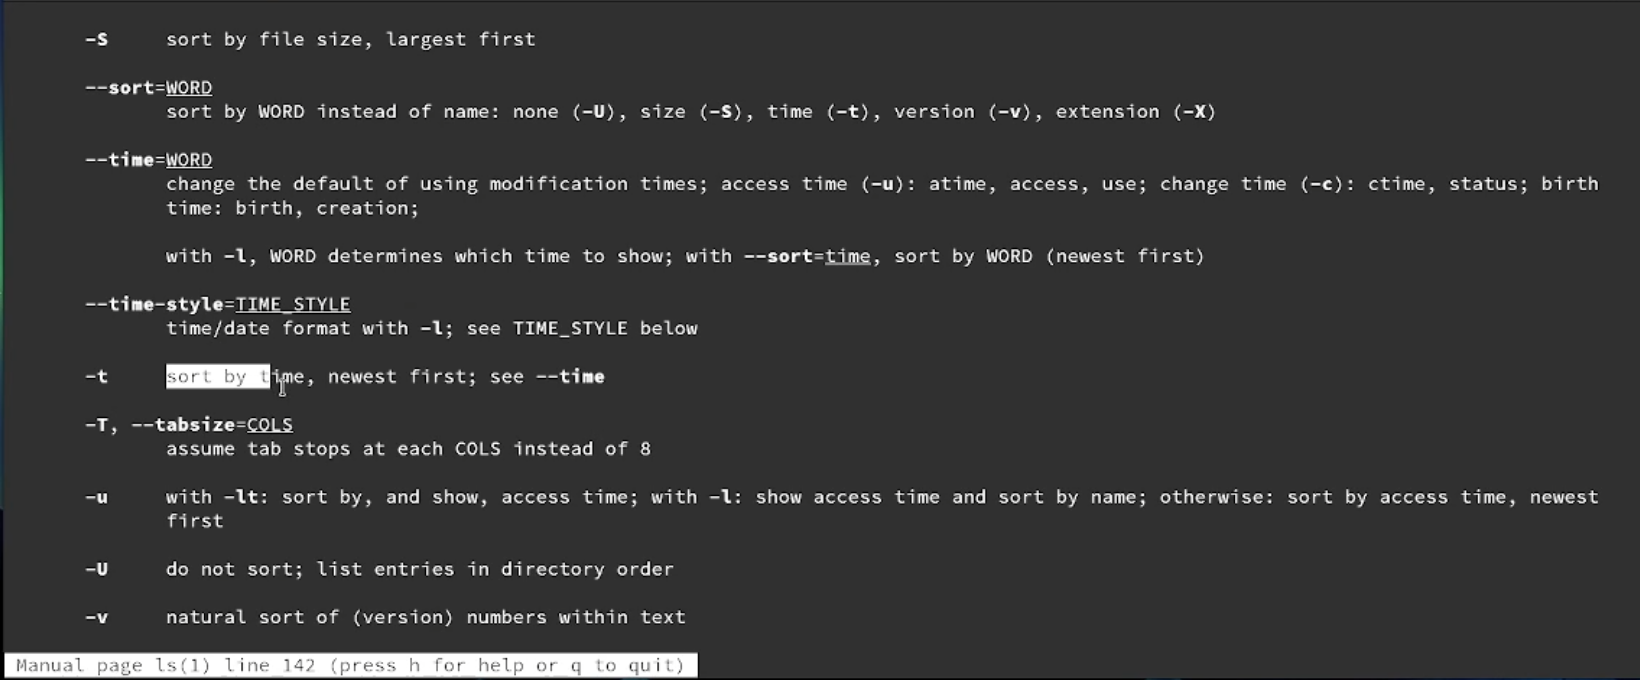 -S     sort by file size, largest first
--sort=WORD
sort by WORD instead of name: none (-U), size (-S), time (-t), version (-v), extension (-X)
--time=WORD
change the default of using modification times; access time (-u): atime, access, use; change time (-c): ctime, status; birth
time: birth, creation;
with -l, WORD determines which time to show; with --sort=time, sort by WORD (newest first)
--time-style=TIME_STYLE
time/date format with -l; see TIME_STYLE below
-t     sort by time, newest first; see --time
-T, --tabsize=COLS
assume tab stops at each COLS instead of 8
-u     with -lt: sort by, and show, access time; with -l: show access time and sort by name; otherwise: sort by access time, newest
first
-U     do not sort; list entries in directory order
-v     natural sort of (version) numbers within text
Manual page ls(1) line 142 (press h for help or q to quit)